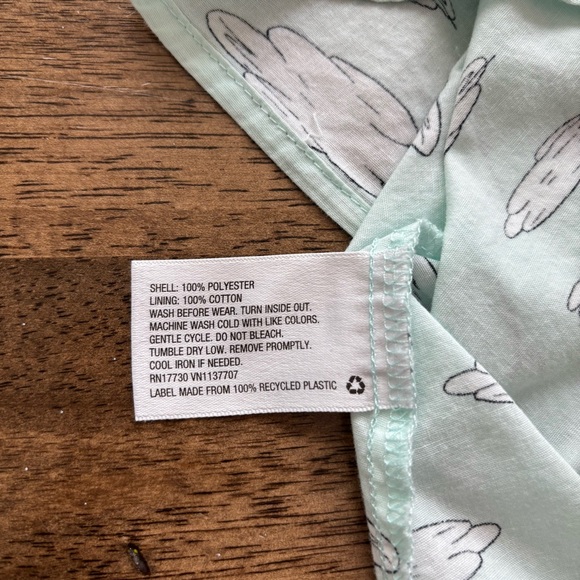 SHELL: 100% POLYESTER
LINING: 100% COTTON
WASH BEFORE WEAR. TURN INSIDE OUT.
MACHINE WASH COLD WITH LIKE COLORS.
GENTLE CYCLE. DO NOT BLEACH.
TUMBLE DRY LOW. REMOVE PROMPTLY.
COOL IRON IF NEEDED.
RN17730 VN1137707
LABEL MADE FROM 100% RECYCLED PLASTIC